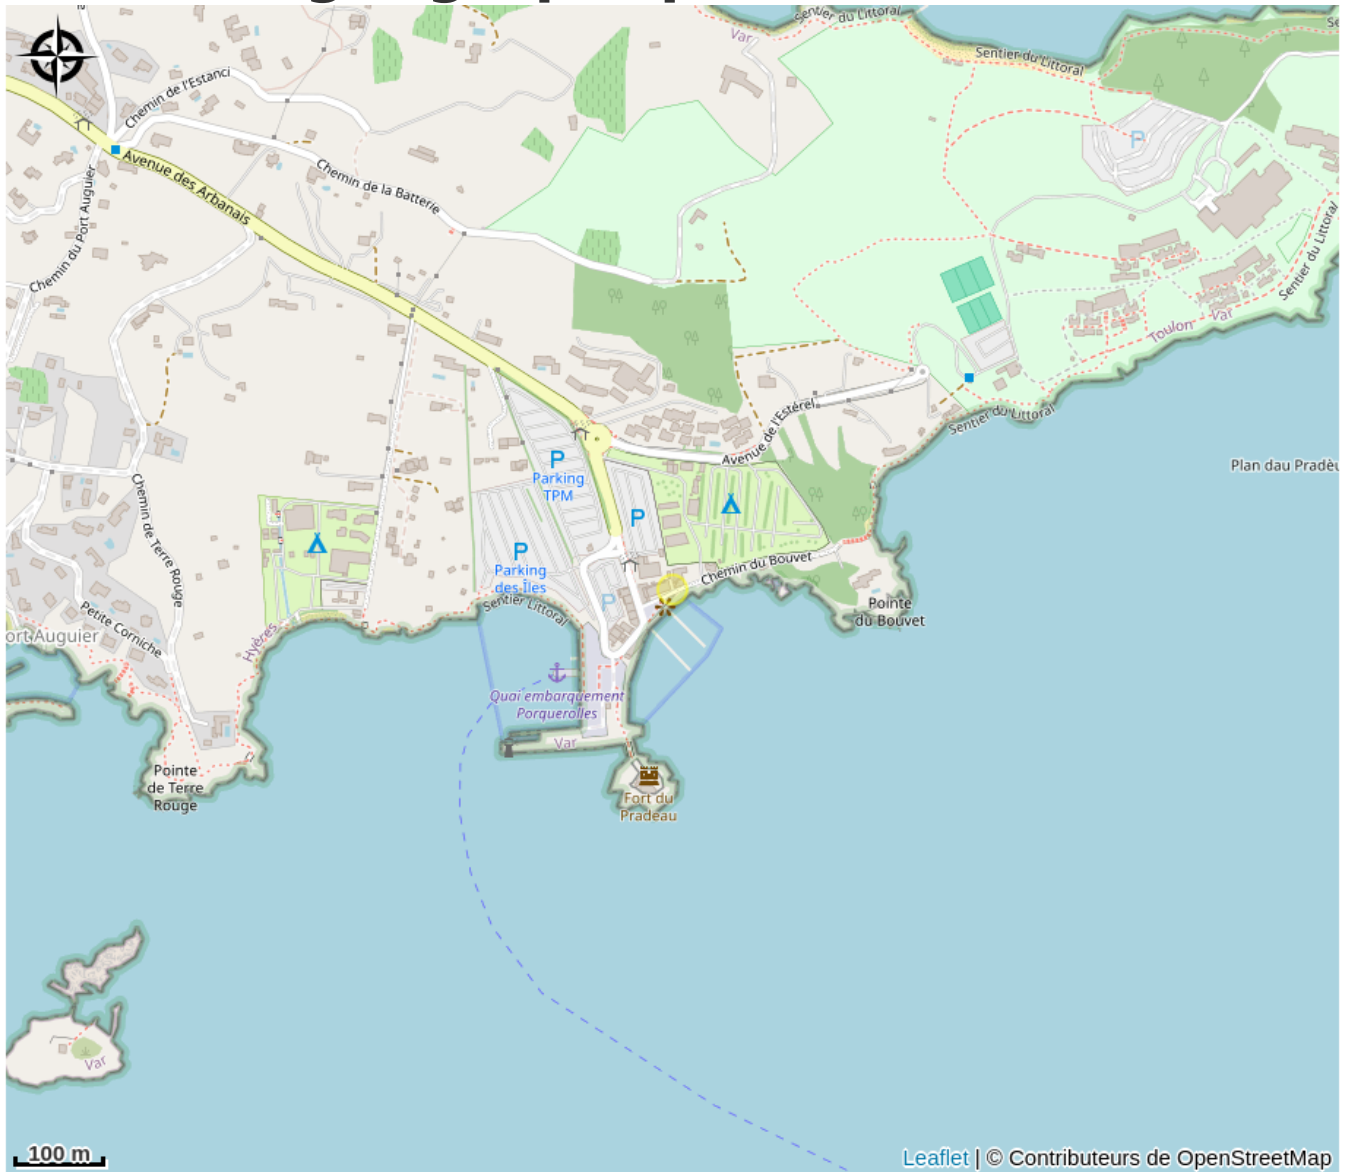 Sentier du Littoral
Var
Sentier du Littoral
Chemin de l'Estanci
P
Avenue des Arbanais
Chemin de la Batterie
Chemin du Port Auguier
Sentier du Littoral
Toulon
Var
Avenue de l'Estérel
Sentier du Littoral
Plan dau Pradèu
P
Parking
TPM
P
P
Parking
des Îles
Chemin de Terre Rouge
Chemin du Bouvet
Sentier Littoral
P
Pointe
du Bouvet
Petite Corniche
ort Auguier
Hyères
Quai embarquement
Porquerolles
Var
Pointe
de Terre
Rouge
Fort du
Pradeau
Var
100 m
Leaflet | © Contributeurs de OpenStreetMap